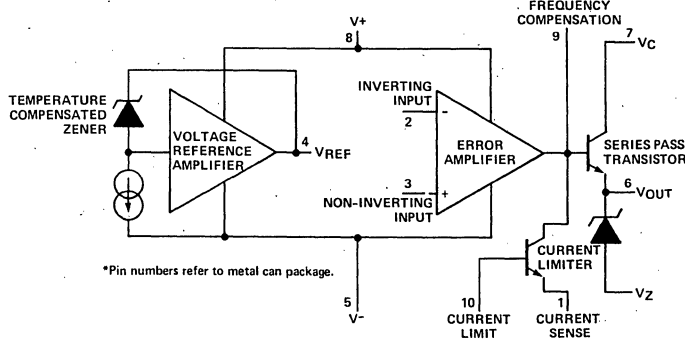 FREQUENCY
COMPENSATION
9
V+
8
7
VC
TEMPERATURE
COMPENSATED
ZENER
VOLTAGE
REFERENCE
AMPLIFIER
4
VREF
INVERTING
INPUT
2
-
ERROR
AMPLIFIER
SERIES PASS
TRANSISTOR
3
+
NON-INVERTING
INPUT
6
VOUT
CURRENT
LIMITER
*Pin numbers refer to metal can package.
5
V-
10
CURRENT
LIMIT
1
CURRENT
SENSE
VZ